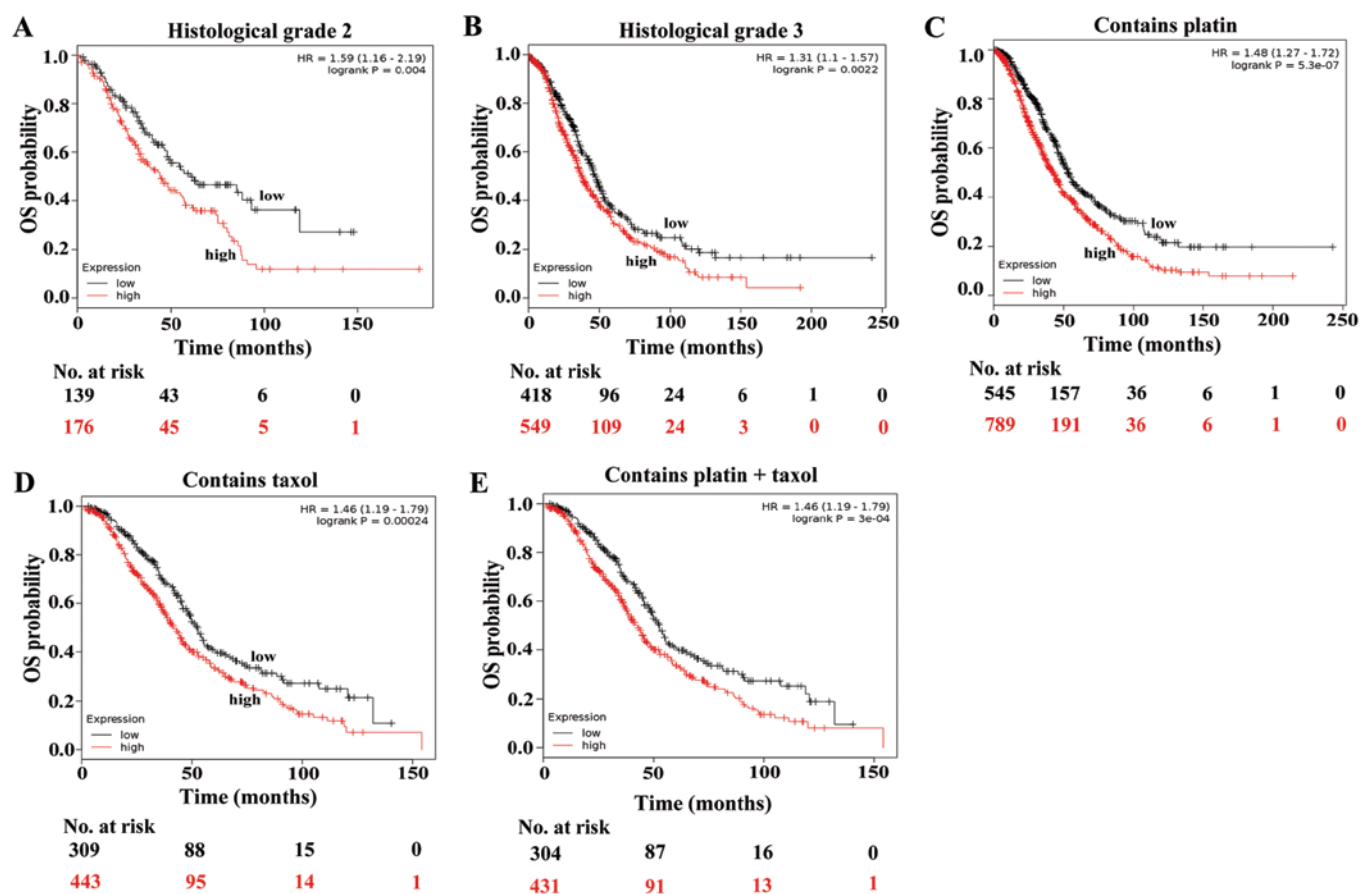 A
Histological grade 2
HR = 1.59 (1.16 - 2.19)
logrank P = 0.004
OS probability
1.0
0.8
0.6
0.4
0.2
0.0
low
high
Expression
low
high
0 50 100 150
Time (months)
No. at risk
139 43 6 0
176 45 5 1
B
Histological grade 3
HR = 1.31 (1.1 - 1.57)
logrank P = 0.0022
OS probability
1.0
0.8
0.6
0.4
0.2
0.0
low
high
Expression
low
high
0 50 100 150 200 250
Time (months)
No. at risk
418 96 24 6 1 0
549 109 24 3 0 0
C
Contains platin
HR = 1.48 (1.27 - 1.72)
logrank P = 5.3e-07
OS probability
1.0
0.8
0.6
0.4
0.2
0.0
low
high
Expression
low
high
0 50 100 150 200 250
Time (months)
No. at risk
545 157 36 6 1 0
789 191 36 6 1 0
D
Contains taxol
HR = 1.46 (1.19 - 1.79)
logrank P = 0.00024
OS probability
1.0
0.8
0.6
0.4
0.2
0.0
low
high
Expression
low
high
0 50 100 150
Time (months)
No. at risk
309 88 15 0
443 95 14 1
E
Contains platin + taxol
HR = 1.46 (1.19 - 1.79)
logrank P = 3e-04
OS probability
1.0
0.8
0.6
0.4
0.2
0.0
Expression
low
high
0 50 100 150
Time (months)
No. at risk
304 87 16 0
431 91 13 1